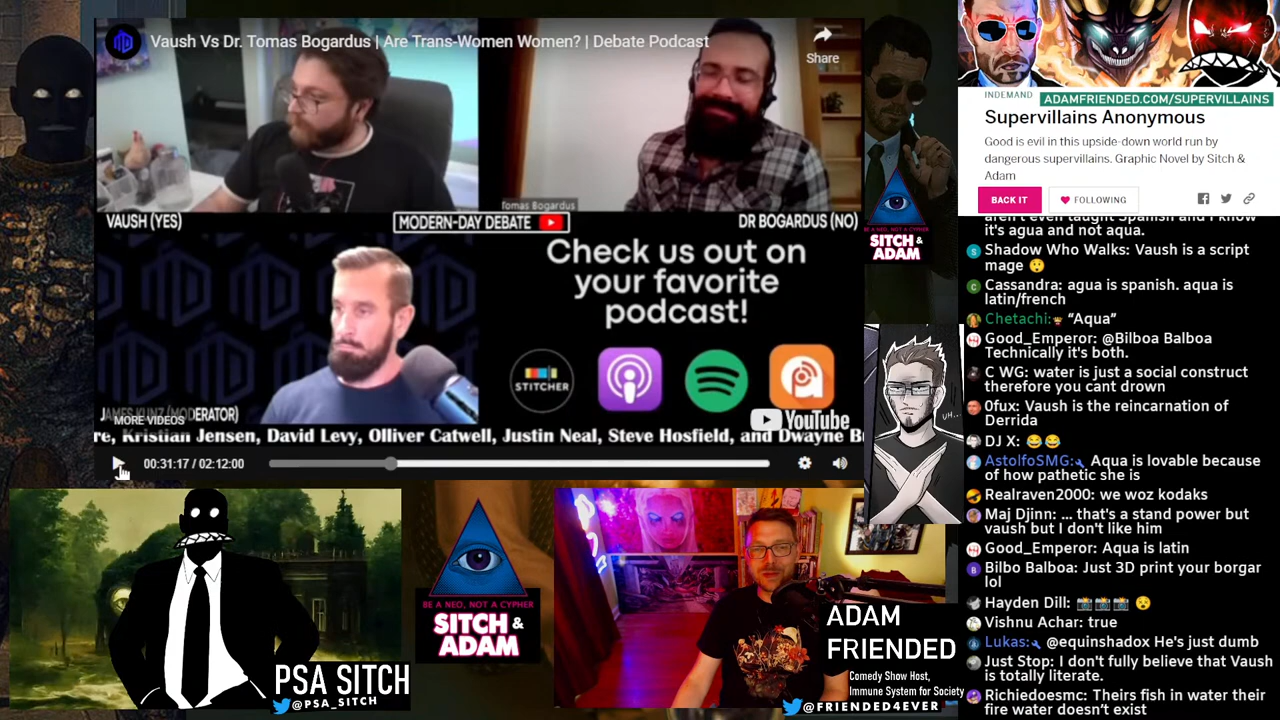 Vaush Vs Dr. Tomas Bogardus | Are Trans-Women Women? | Debate Podcast
Share
Tomas Bogardus
VAUSH (YES)
MODERN-DAY DEBATE
DR BOGARDUS (NO)
Check us out on
your favorite
podcast!
STITCHER
JAMES KUNZ (MODERATOR)
MORE VIDEOS
YouTube
re, Kristian Jensen, David Levy, Olliver Catwell, Justin Neal, Steve Hosfield, and Dwayne B
00:31:17 / 02:12:00
BE A NEO, NOT A CYPHER
SITCH &
ADAM
UH...
INDEMAND
ADAMFRIENDED.COM/SUPERVILLAINS
Supervillains Anonymous
Good is evil in this upside-down world run by
dangerous supervillains. Graphic Novel by Sitch &
Adam
BACK IT
FOLLOWING
aren't even taught Spanish and I know
it's agua and not aqua.
Shadow Who Walks: Vaush is a script
mage 😲
Cassandra: agua is spanish. aqua is
latin/french
Chetachi: “Aqua”
Good_Emperor: @Bilboa Balboa
Technically it's both.
C WG: water is just a social construct
therefore you cant drown
0fux: Vaush is the reincarnation of
Derrida
DJ X: 😂😂
AstolfoSMG: Aqua is lovable because
of how pathetic she is
Realraven2000: we woz kodaks
Maj Djinn: ... that's a stand power but
vaush but I don't like him
Good_Emperor: Aqua is latin
Bilbo Balboa: Just 3D print your borgar
lol
Hayden Dill: 📸📸📸 😮
Vishnu Achar: true
Lukas: @equinshadox He's just dumb
Just Stop: I don't fully believe that Vaush
is totally literate.
Richiedoesmc: Theirs fish in water their
fire water doesn’t exist
PSA SITCH
@PSA_SITCH
BE A NEO, NOT A CYPHER
SITCH &
ADAM
ADAM
FRIENDED
Comedy Show Host,
Immune System for Society
@FRIENDED4EVER